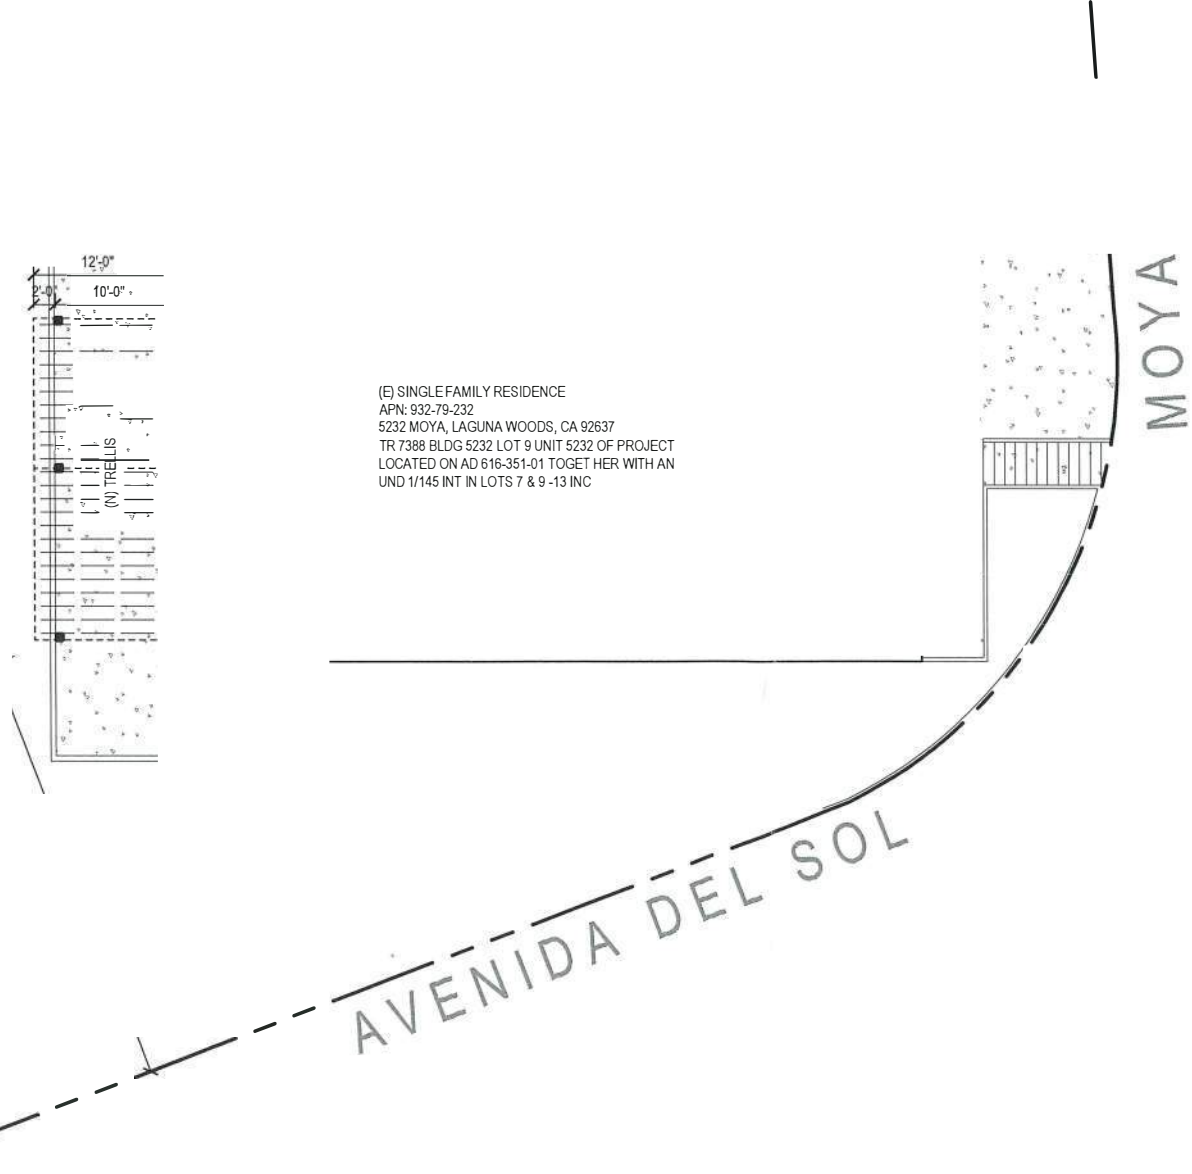 12'-0"
2'-0"
10'-0"
MOYA
(E) SINGLE FAMILY RESIDENCE
APN: 932-79-232
5232 MOYA, LAGUNA WOODS, CA 92637
TR 7388 BLDG 5232 LOT 9 UNIT 5232 OF PROJECT
LOCATED ON AD 616-351-01 TOGET HER WITH AN
UND 1/145 INT IN LOTS 7 & 9 -13 INC
(N) TRELLIS
AVENIDA DEL SOL